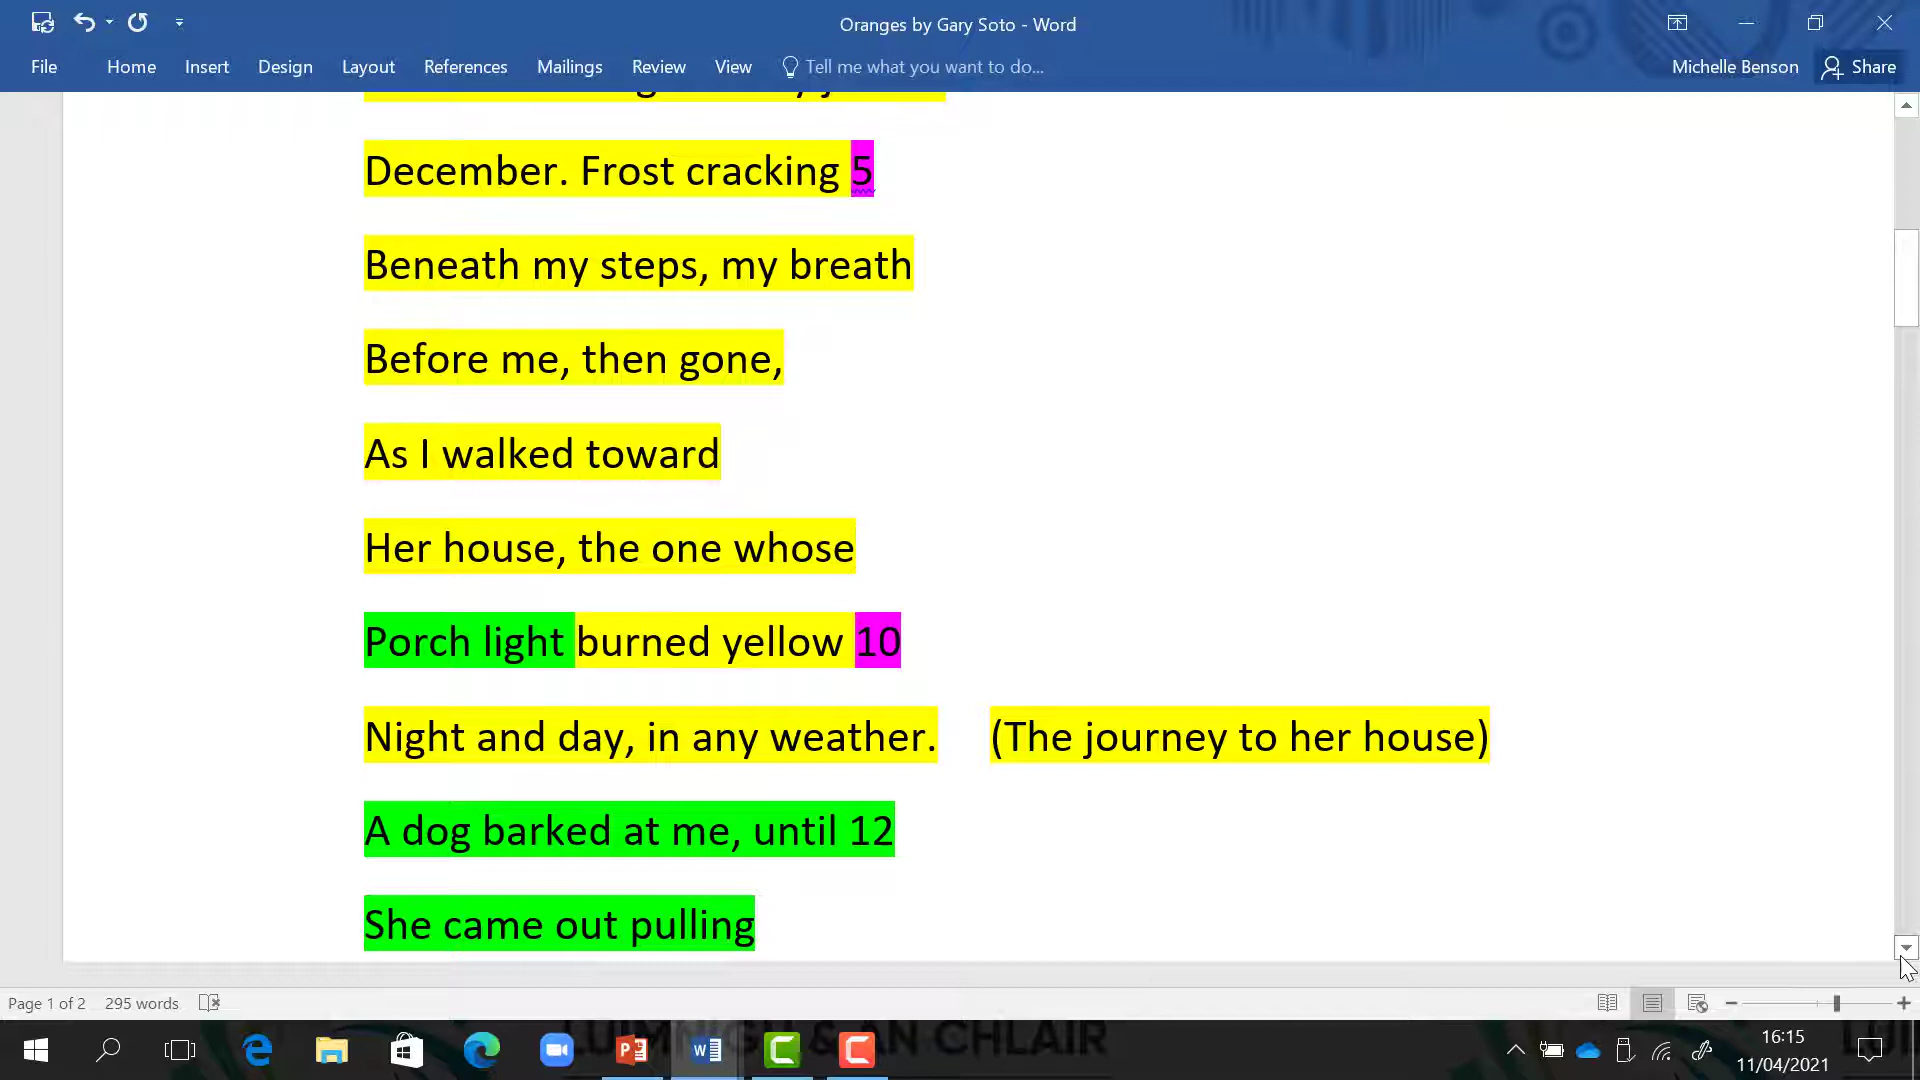 Oranges by Gary Soto - Word
File Home Insert Design Layout References Mailings Review View Tell me what you want to do... Michelle Benson Share
December. Frost cracking 5
Beneath my steps, my breath
Before me, then gone,
As I walked toward
Her house, the one whose
Porch light burned yellow 10
Night and day, in any weather. (The journey to her house)
A dog barked at me, until 12
She came out pulling
Page 1 of 2 295 words
AN CHLAIR
16:15
11/04/2021